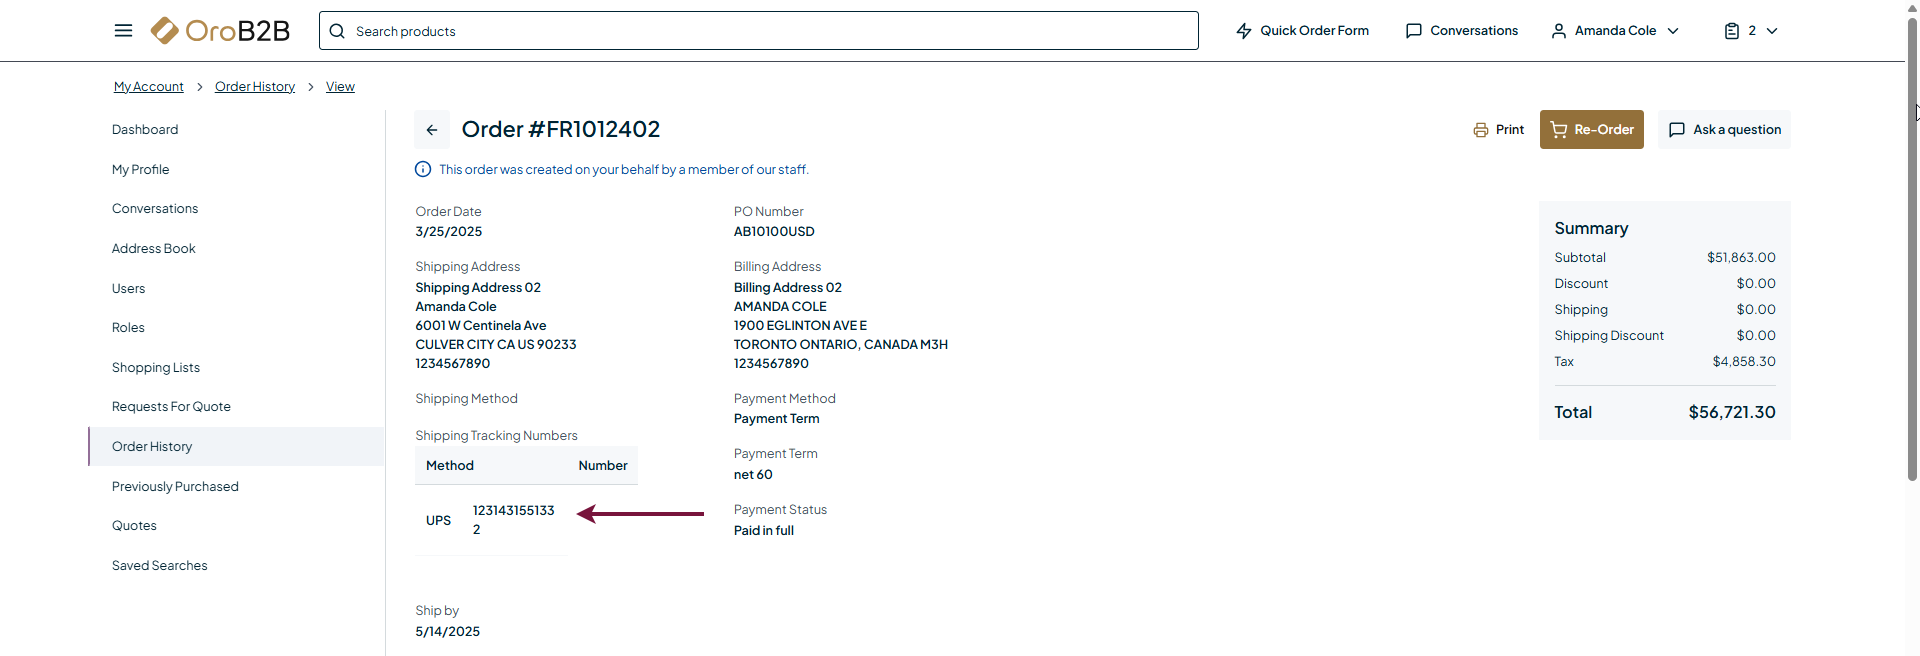 OroB2B
Search products
Quick Order Form
Conversations
Amanda Cole
2
My Account > Order History > View
Dashboard
My Profile
Conversations
Address Book
Users
Roles
Shopping Lists
Requests For Quote
Order History
Previously Purchased
Quotes
Saved Searches
Order #FR1012402
Print
Re-Order
Ask a question
This order was created on your behalf by a member of our staff.
Order Date
3/25/2025
Shipping Address
Shipping Address 02
Amanda Cole
6001 W Centinela Ave
CULVER CITY CA US 90233
1234567890
Shipping Method
Shipping Tracking Numbers
Method Number
UPS 123143155133
2
Ship by
5/14/2025
PO Number
AB10100USD
Billing Address
Billing Address 02
AMANDA COLE
1900 EGLINTON AVE E
TORONTO ONTARIO, CANADA M3H
1234567890
Payment Method
Payment Term
Payment Term
net 60
Payment Status
Paid in full
Summary
Subtotal $51,863.00
Discount $0.00
Shipping $0.00
Shipping Discount $0.00
Tax $4,858.30
Total $56,721.30